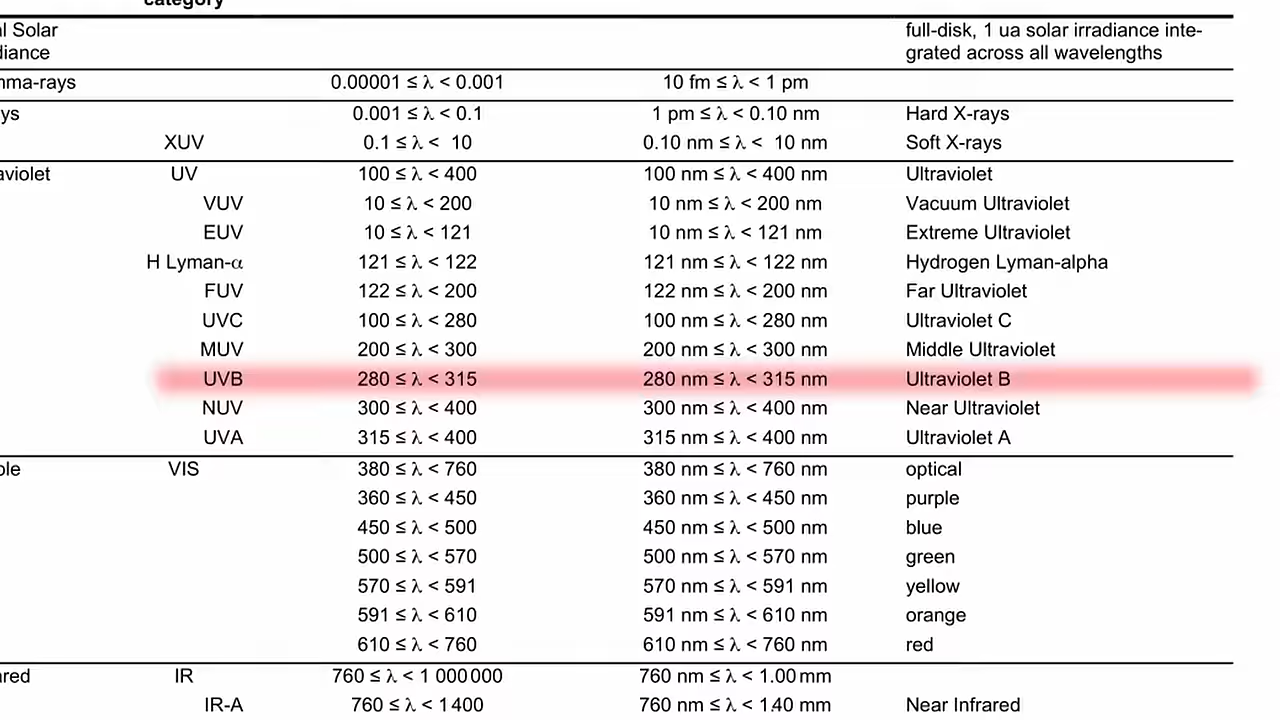 category
l Solar full-disk, 1 ua solar irradiance inte-
diance grated across all wavelengths
mma-rays 0.00001 ≤ λ < 0.001 10 fm ≤ λ < 1 pm
ys 0.001 ≤ λ < 0.1 1 pm ≤ λ < 0.10 nm Hard X-rays
XUV 0.1 ≤ λ < 10 0.10 nm ≤ λ < 10 nm Soft X-rays
aviolet UV 100 ≤ λ < 400 100 nm ≤ λ < 400 nm Ultraviolet
VUV 10 ≤ λ < 200 10 nm ≤ λ < 200 nm Vacuum Ultraviolet
EUV 10 ≤ λ < 121 10 nm ≤ λ < 121 nm Extreme Ultraviolet
H Lyman-α 121 ≤ λ < 122 121 nm ≤ λ < 122 nm Hydrogen Lyman-alpha
FUV 122 ≤ λ < 200 122 nm ≤ λ < 200 nm Far Ultraviolet
UVC 100 ≤ λ < 280 100 nm ≤ λ < 280 nm Ultraviolet C
MUV 200 ≤ λ < 300 200 nm ≤ λ < 300 nm Middle Ultraviolet
UVB 280 ≤ λ < 315 280 nm ≤ λ < 315 nm Ultraviolet B
NUV 300 ≤ λ < 400 300 nm ≤ λ < 400 nm Near Ultraviolet
UVA 315 ≤ λ < 400 315 nm ≤ λ < 400 nm Ultraviolet A
ble VIS 380 ≤ λ < 760 380 nm ≤ λ < 760 nm optical
360 ≤ λ < 450 360 nm ≤ λ < 450 nm purple
450 ≤ λ < 500 450 nm ≤ λ < 500 nm blue
500 ≤ λ < 570 500 nm ≤ λ < 570 nm green
570 ≤ λ < 591 570 nm ≤ λ < 591 nm yellow
591 ≤ λ < 610 591 nm ≤ λ < 610 nm orange
610 ≤ λ < 760 610 nm ≤ λ < 760 nm red
ared IR 760 ≤ λ < 1 000 000 760 nm ≤ λ < 1.00 mm
IR-A 760 ≤ λ < 1400 760 nm ≤ λ < 1.40 mm Near Infrared